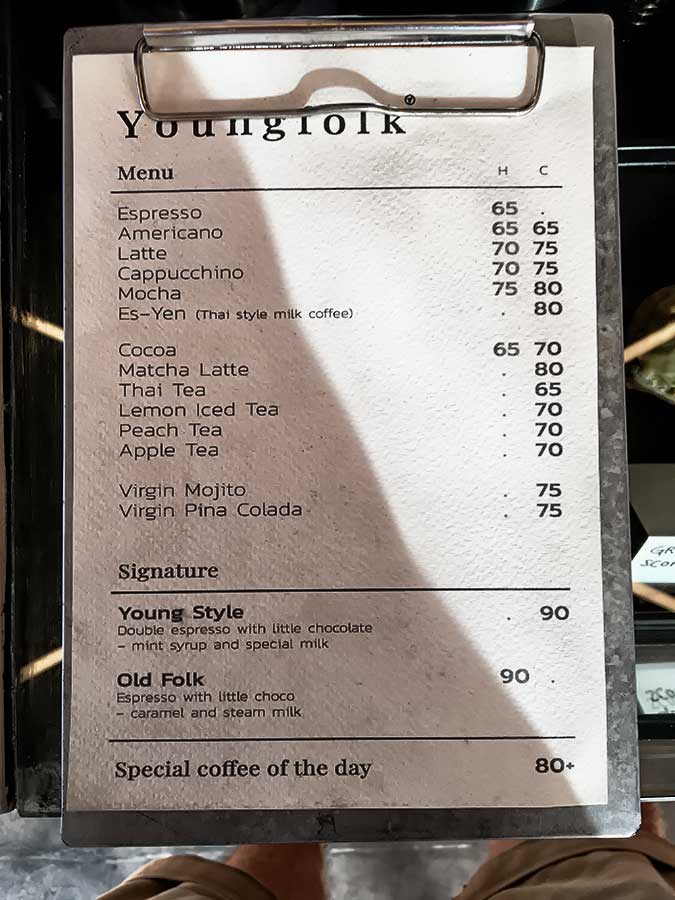 Youngfolk
Menu H C
Espresso 65 .
Americano 65 65
Latte 70 75
Cappucchino 70 75
Mocha 75 80
Es-Yen (Thai style milk coffee) . 80
Cocoa 65 70
Matcha Latte . 80
Thai Tea . 65
Lemon Iced Tea . 70
Peach Tea . 70
Apple Tea . 70
Virgin Mojito . 75
Virgin Pina Colada . 75
Signature
Young Style . 90
Double espresso with little chocolate
- mint syrup and special milk
Old Folk 90 .
Espresso with little choco
- caramel and steam milk
Special coffee of the day 80+